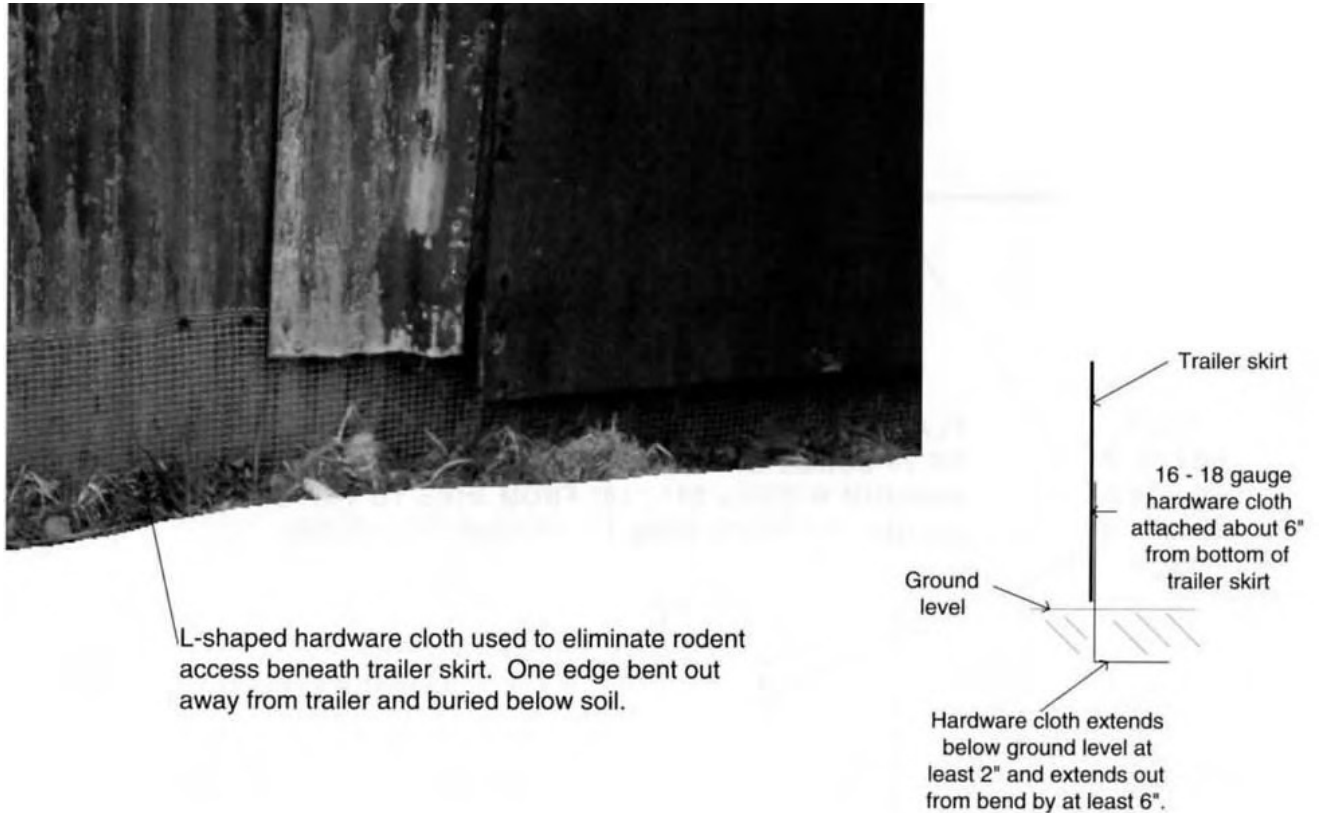 Trailer skirt
16 - 18 gauge
hardware cloth
attached about 6"
from bottom of
trailer skirt
Ground
level
L-shaped hardware cloth used to eliminate rodent
access beneath trailer skirt. One edge bent out
away from trailer and buried below soil.
Hardware cloth extends
below ground level at
least 2" and extends out
from bend by at least 6".